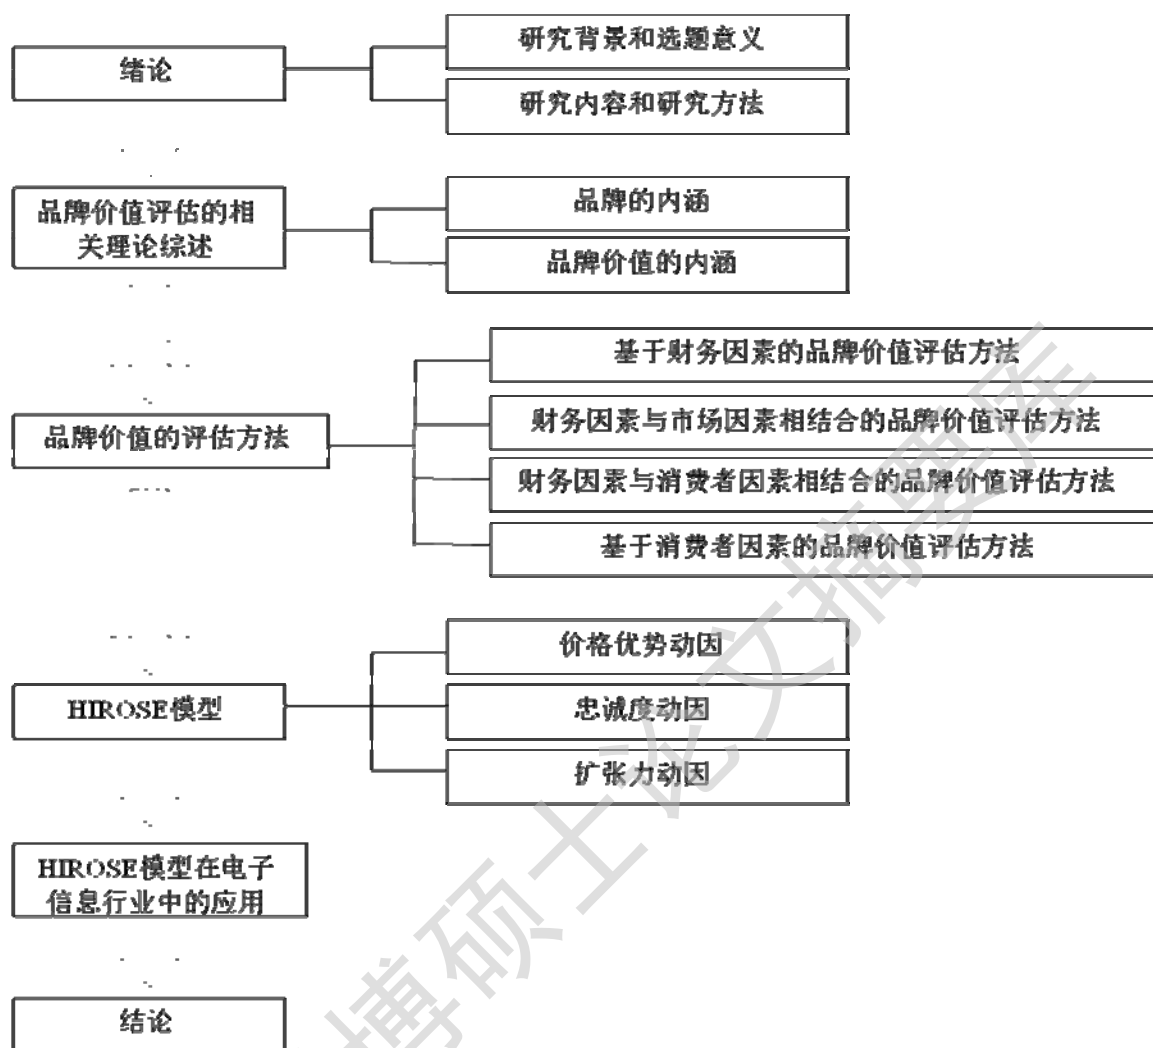 绪论
研究背景和选题意义
研究内容和研究方法
品牌价值评估的相
关理论综述
品牌的内涵
品牌价值的内涵
品牌价值的评估方法
基于财务因素的品牌价值评估方法
财务因素与市场因素相结合的品牌价值评估方法
财务因素与消费者因素相结合的品牌价值评估方法
基于消费者因素的品牌价值评估方法
HIROSE模型
价格优势动因
忠诚度动因
扩张力动因
HIROSE模型在电子
信息行业中的应用
结论
博硕士论文摘要库